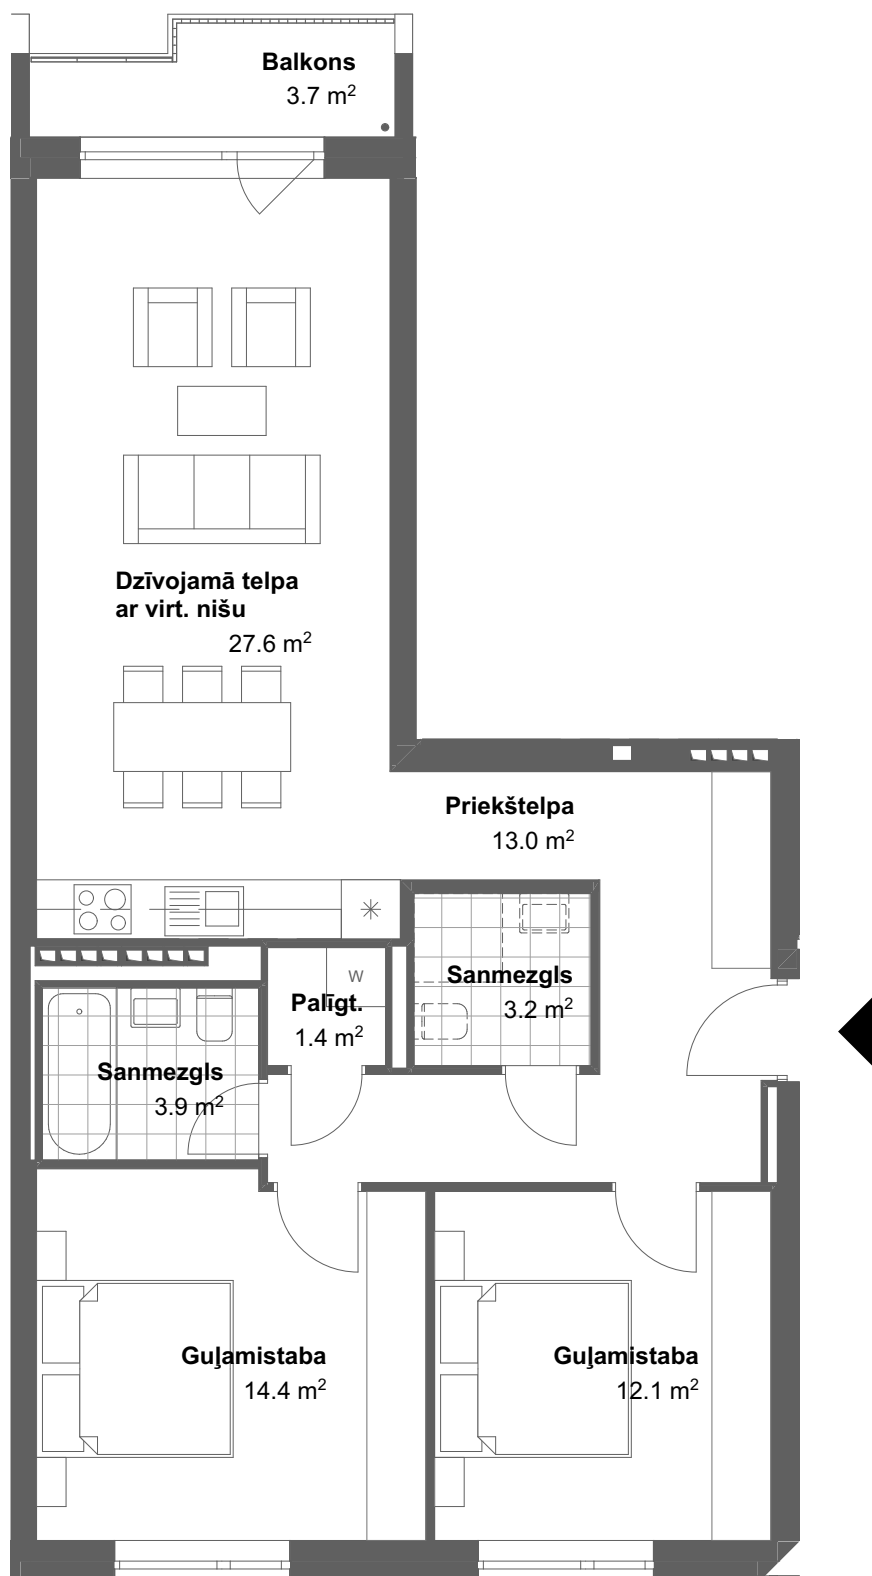 Balkons
3.7 m²
Dzīvojamā telpa
ar virt. nišu
27.6 m²
Priekštelpa
13.0 m²
Sanmezgls
3.2 m²
W
Palīgt.
1.4 m²
Sanmezgls
3.9 m²
Guļamistaba
14.4 m²
Guļamistaba
12.1 m²